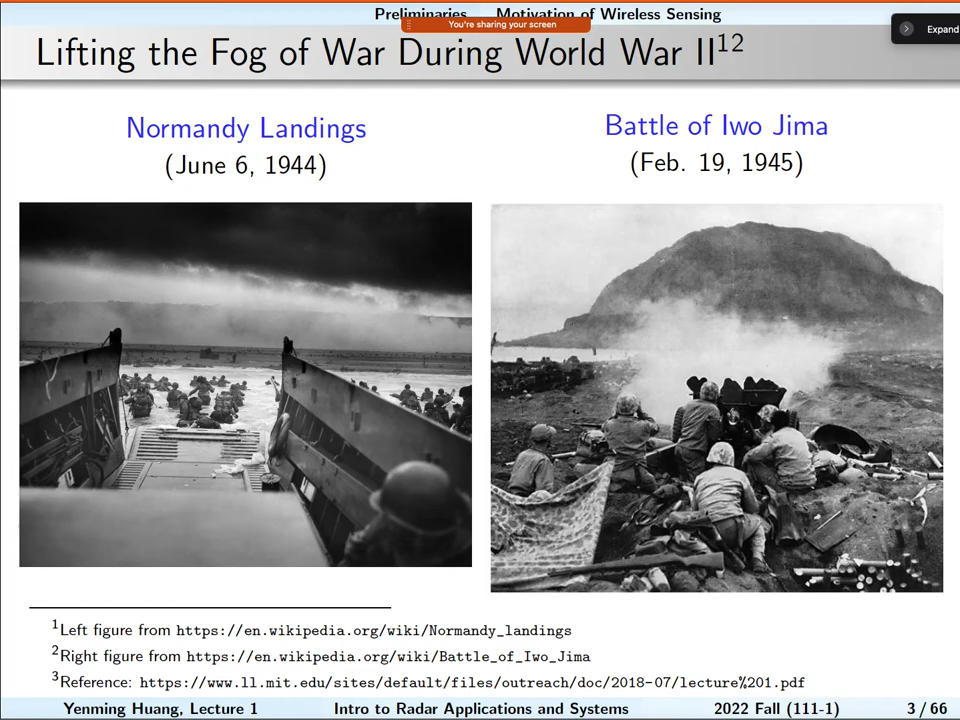 Preliminaries Motivation of Wireless Sensing
You're sharing your screen
Expand
Lifting the Fog of War During World War II12
Normandy Landings
(June 6, 1944)
Battle of Iwo Jima
(Feb. 19, 1945)
1Left figure from https://en.wikipedia.org/wiki/Normandy_landings
2Right figure from https://en.wikipedia.org/wiki/Battle_of_Iwo_Jima
3Reference: https://www.ll.mit.edu/sites/default/files/outreach/doc/2018-07/lecture%201.pdf
Yenming Huang, Lecture 1 Intro to Radar Applications and Systems 2022 Fall (111-1) 3 / 66